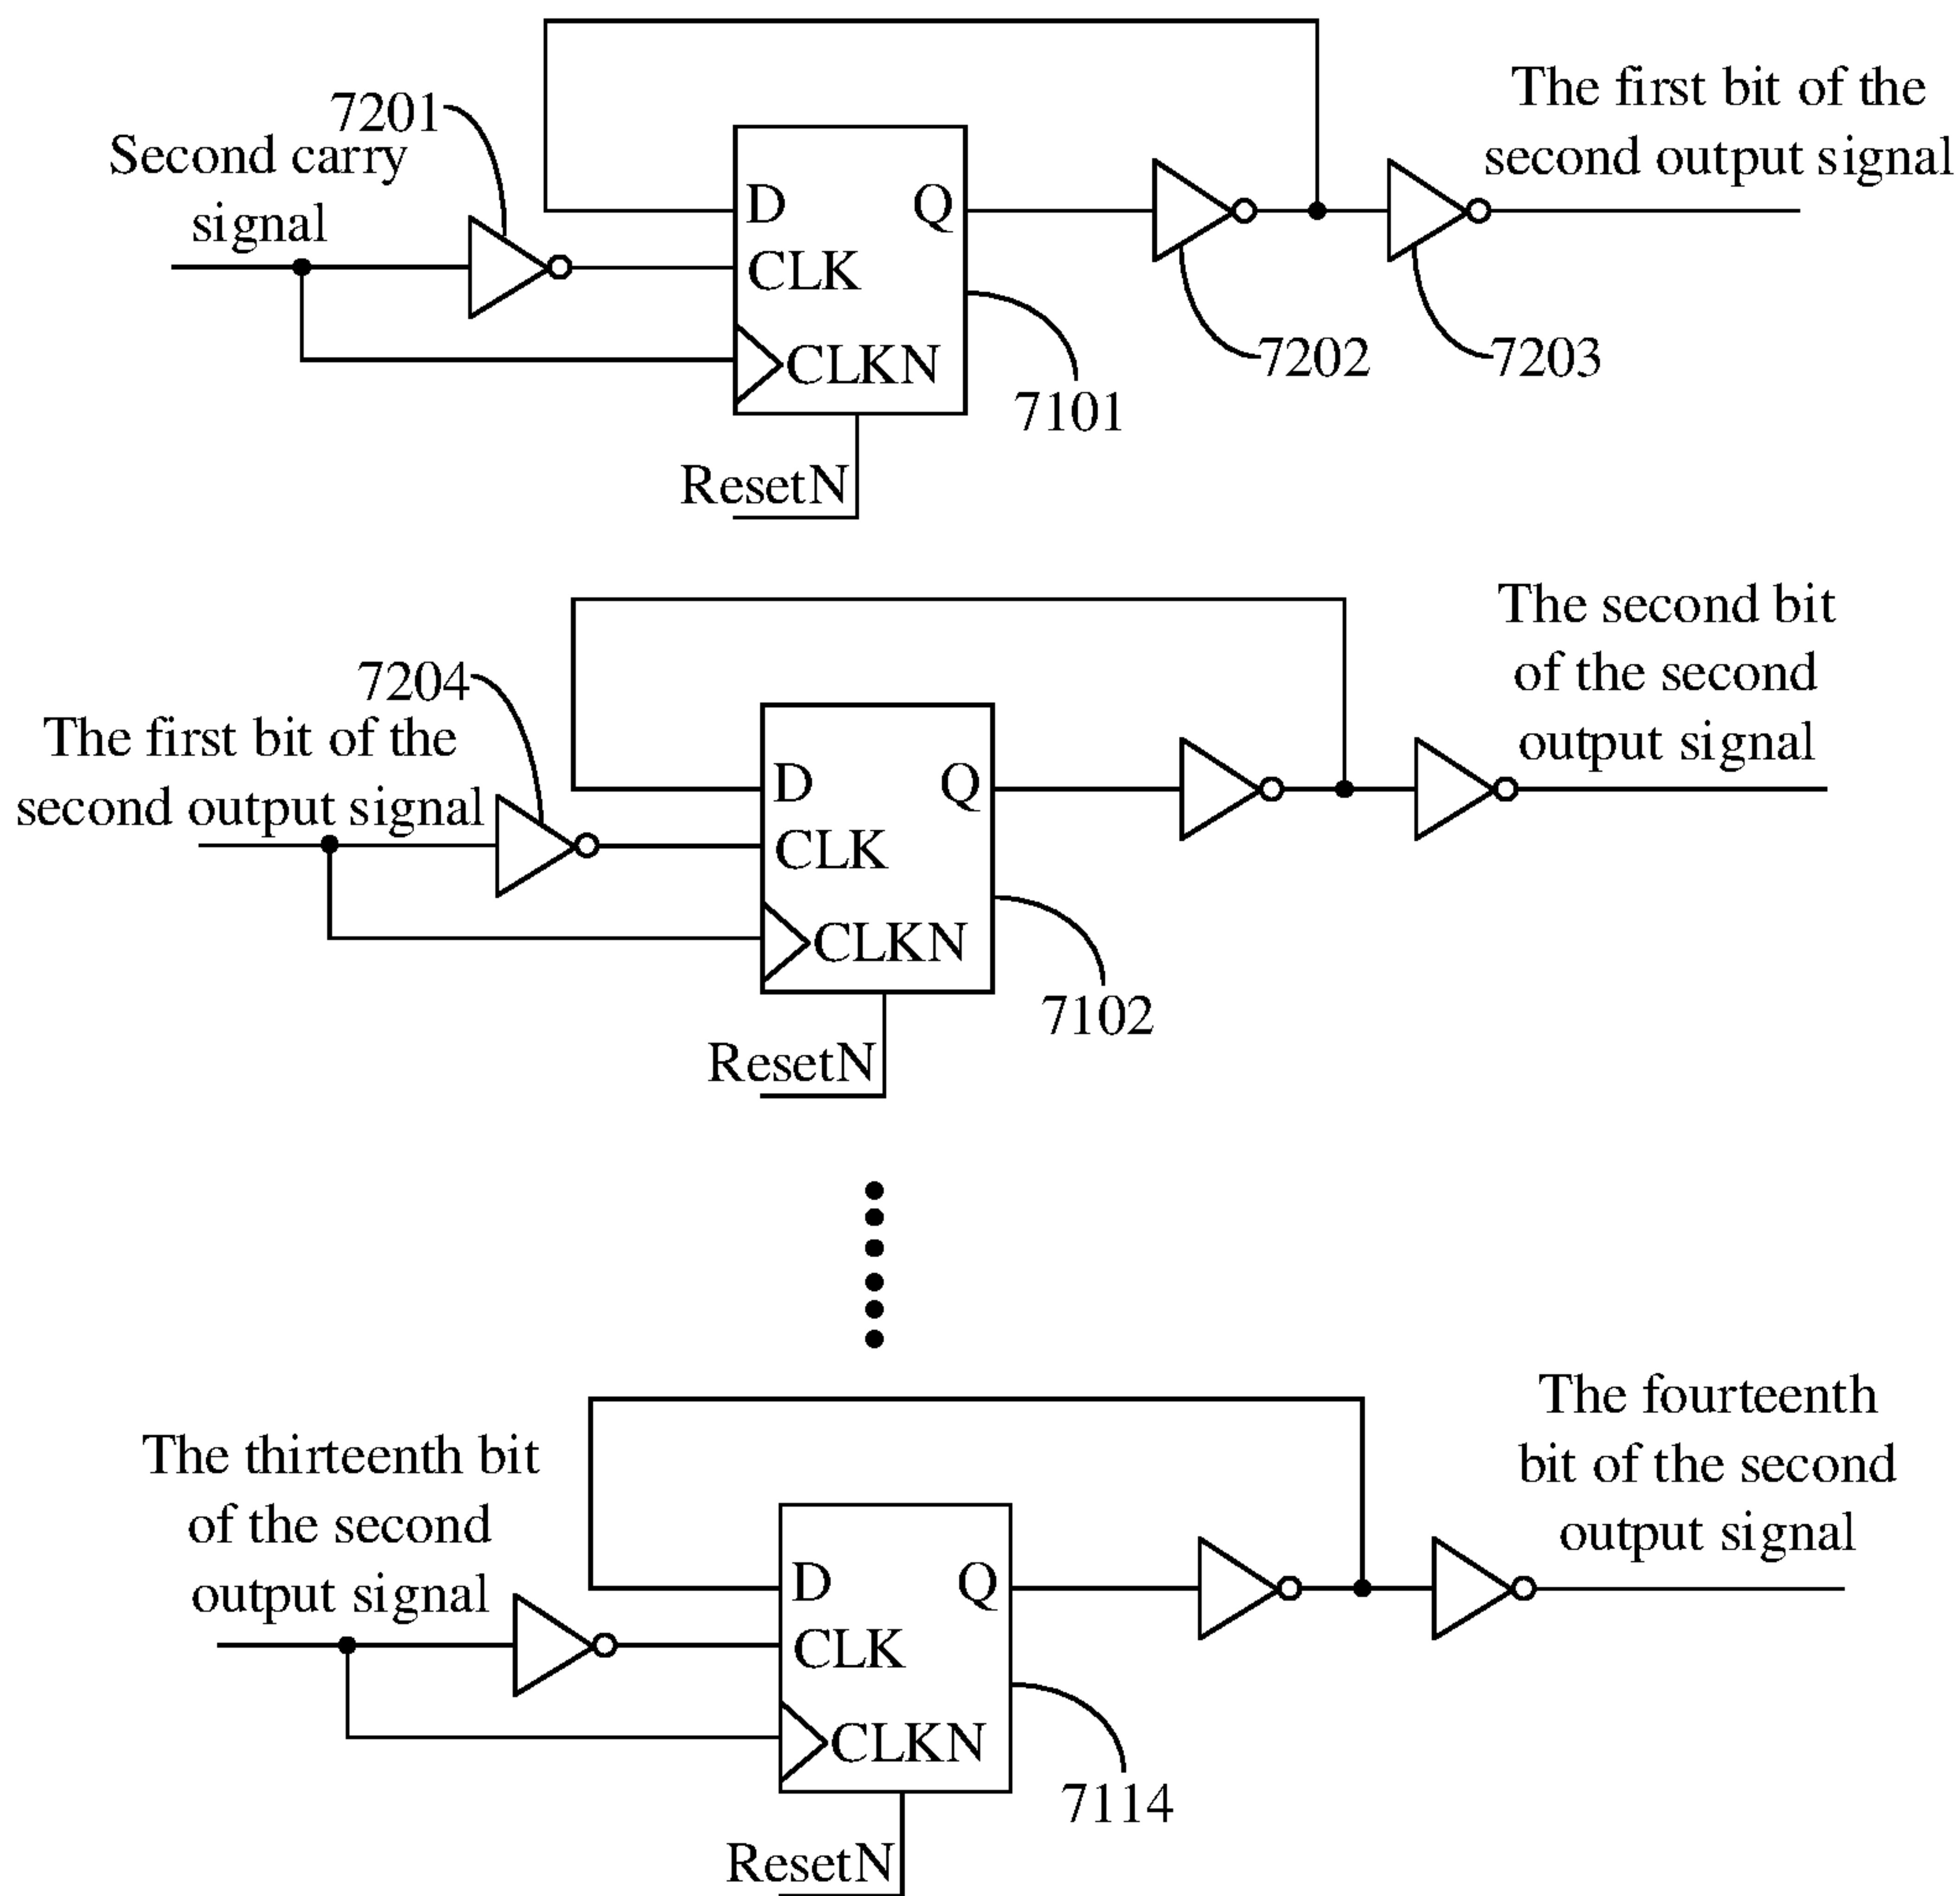 The first bit of the
second output signal
7201
Second carry
signal
D
Q
CLK
CLKN
7202
7203
7101
ResetN
The second bit
of the second
output signal
7204
The first bit of the
second output signal
D
Q
CLK
CLKN
7102
ResetN
The fourteenth
bit of the second
output signal
The thirteenth bit
of the second
output signal
D
Q
CLK
CLKN
7114
ResetN